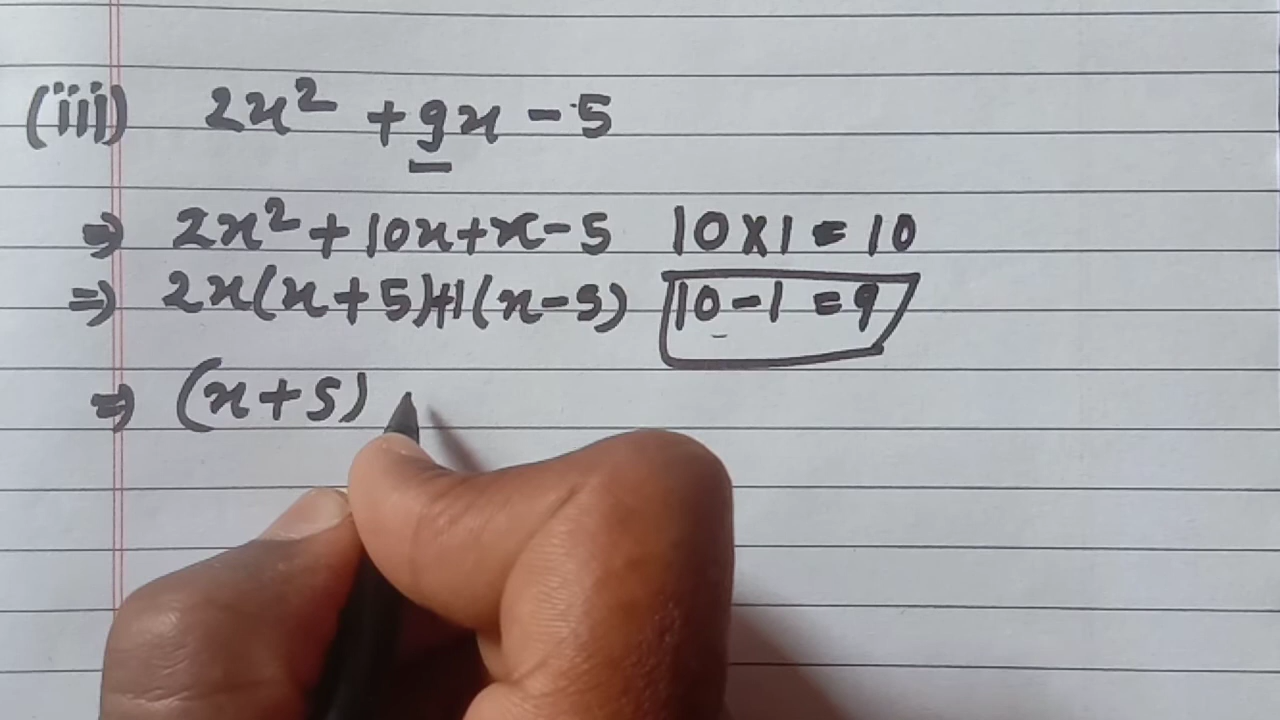 (iii) 2x² + 9x - 5
⇒ 2x² + 10x + x - 5 10 × 1 = 10
⇒ 2x(x + 5) + 1(x - 5) 10 - 1 = 9
⇒ (x + 5)